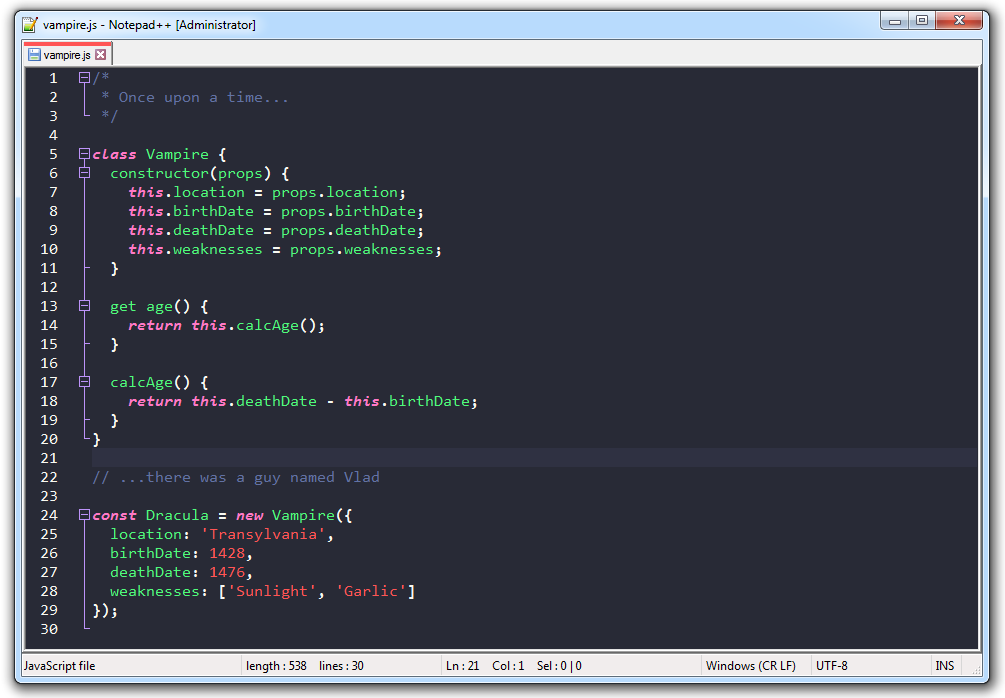 vampire.js - Notepad++ [Administrator]
vampire.js
1 /*
2  * Once upon a time...
3  */
4
5 class Vampire {
6   constructor(props) {
7     this.location = props.location;
8     this.birthDate = props.birthDate;
9     this.deathDate = props.deathDate;
10     this.weaknesses = props.weaknesses;
11   }
12
13   get age() {
14     return this.calcAge();
15   }
16
17   calcAge() {
18     return this.deathDate - this.birthDate;
19   }
20 }
21
22 // ...there was a guy named Vlad
23
24 const Dracula = new Vampire({
25   location: 'Transylvania',
26   birthDate: 1428,
27   deathDate: 1476,
28   weaknesses: ['Sunlight', 'Garlic']
29 });
30
JavaScript file length : 538 lines : 30 Ln : 21 Col : 1 Sel : 0 | 0 Windows (CR LF) UTF-8 INS